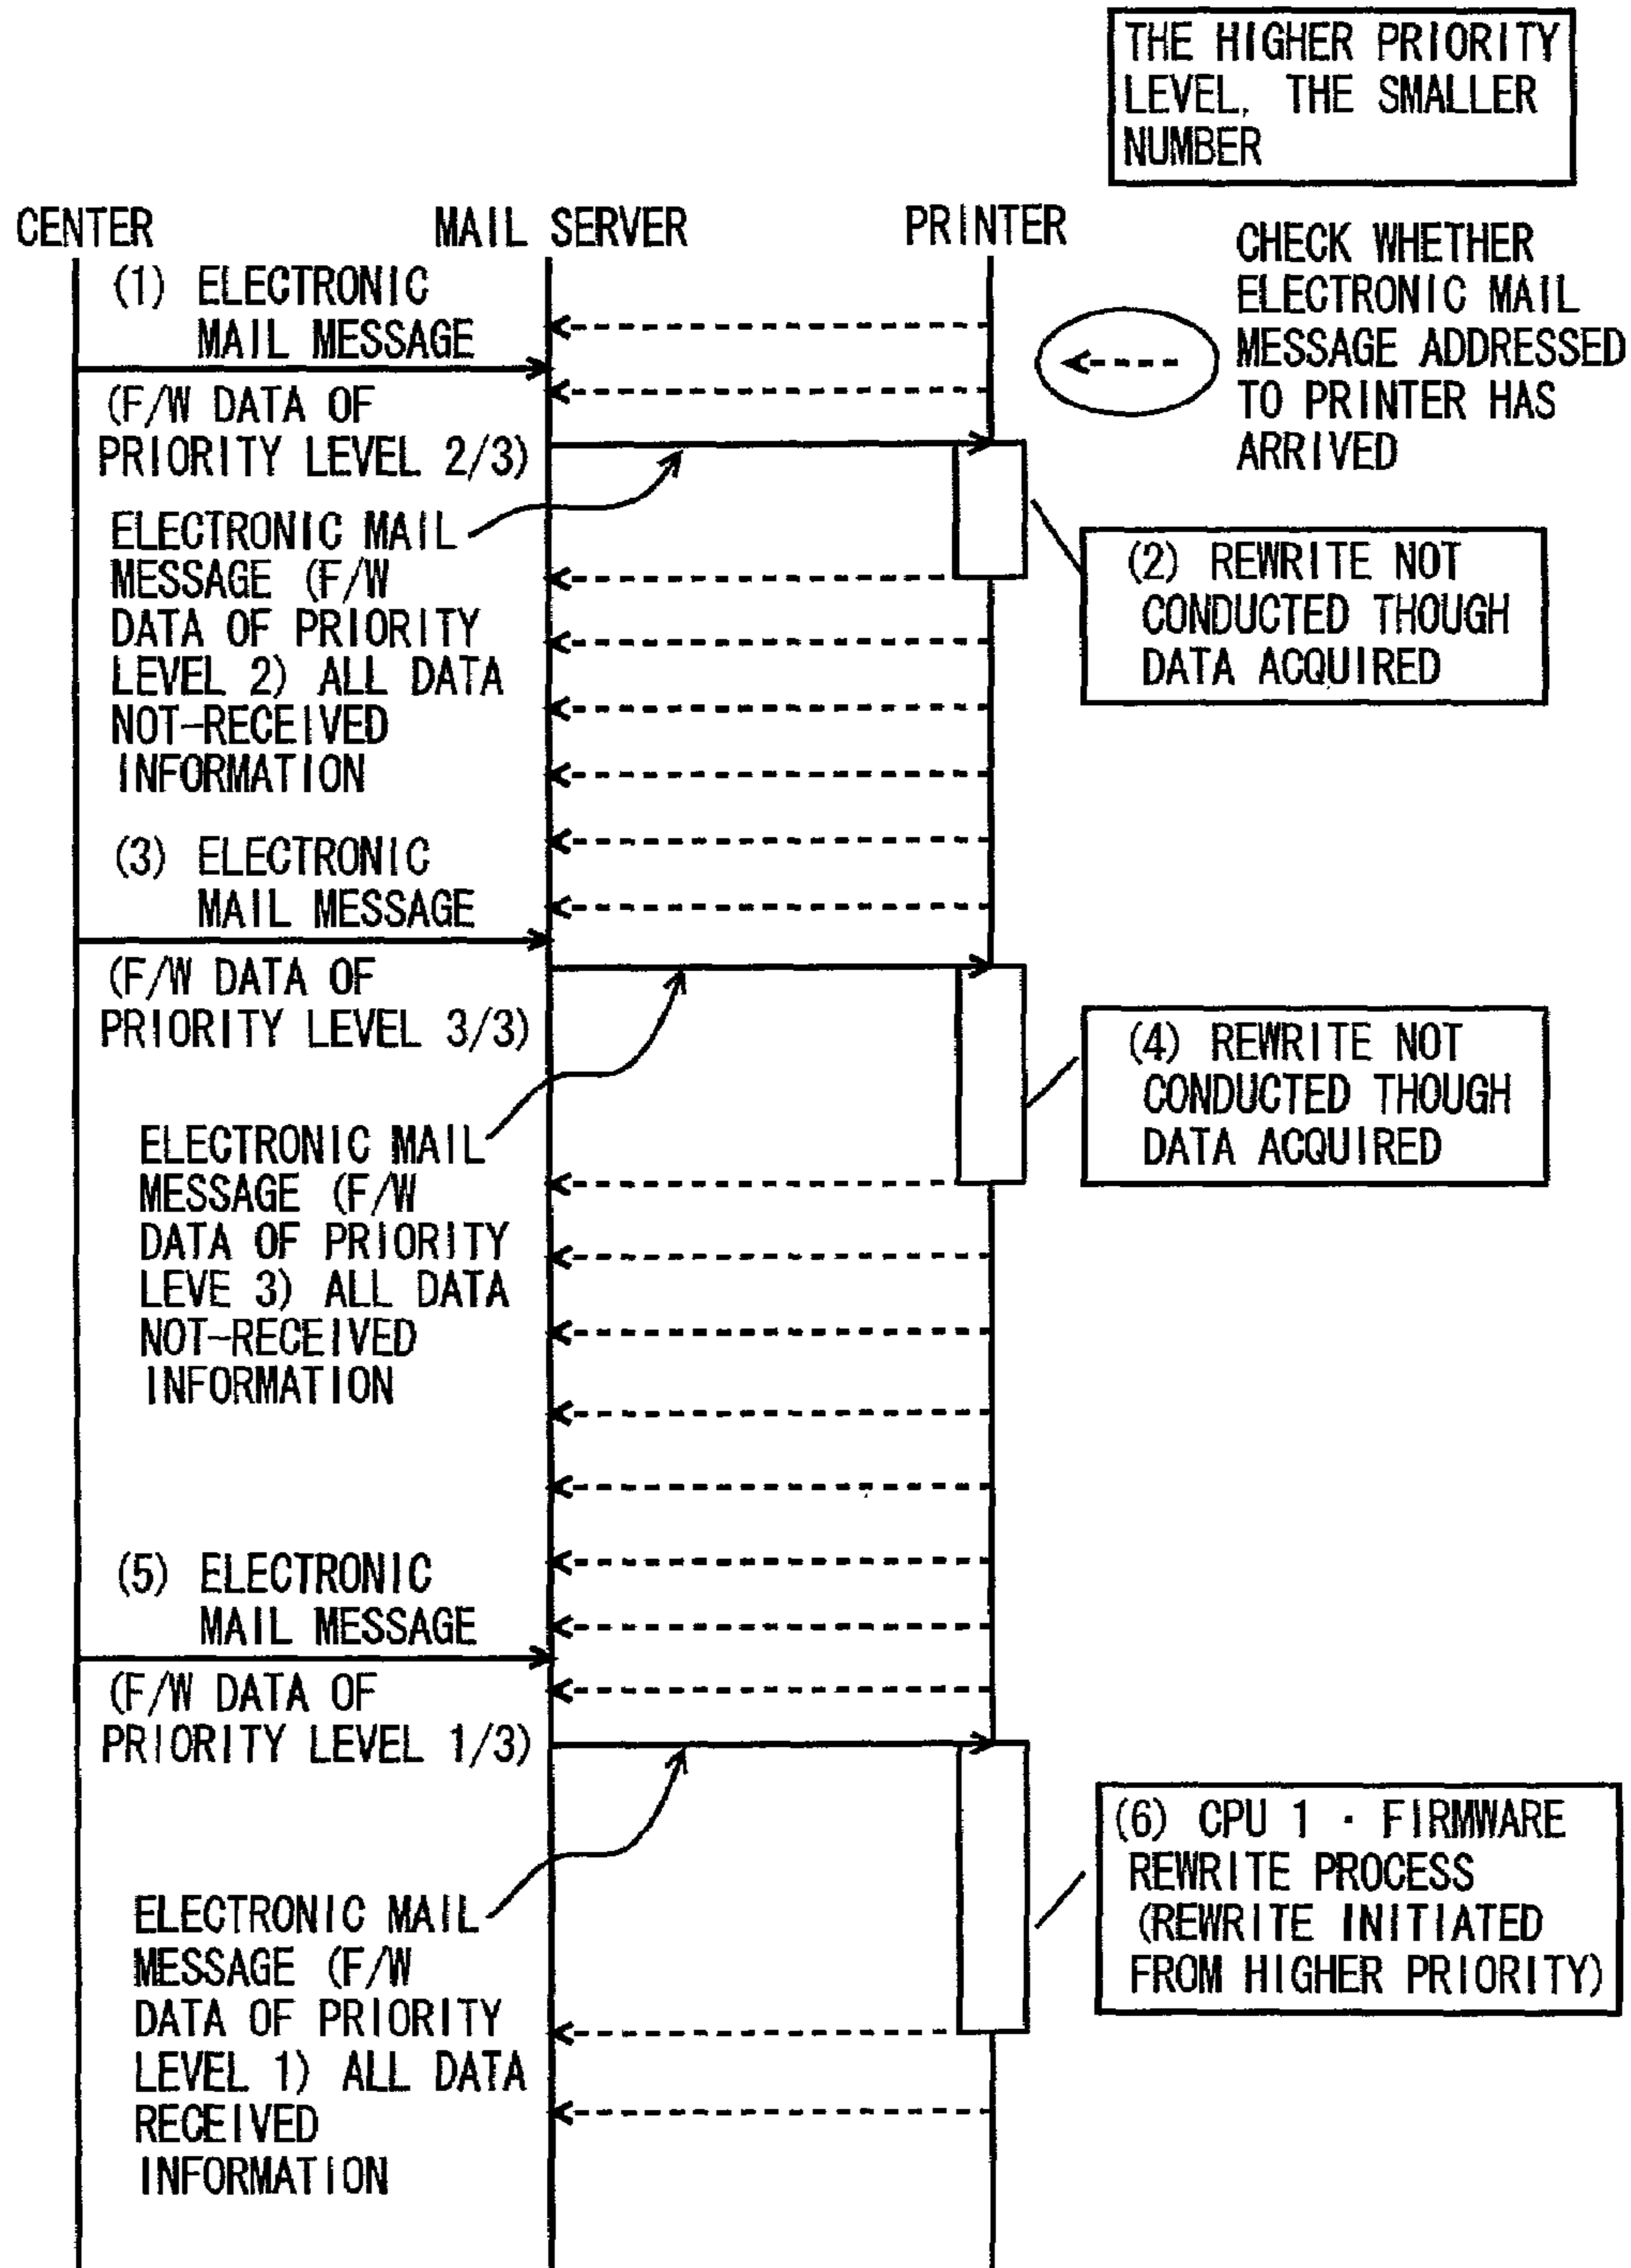 THE HIGHER PRIORITY
LEVEL, THE SMALLER
NUMBER
CENTER
MAIL SERVER
PRINTER
CHECK WHETHER
ELECTRONIC MAIL
MESSAGE ADDRESSED
TO PRINTER HAS
ARRIVED
(1) ELECTRONIC
MAIL MESSAGE
(F/W DATA OF
PRIORITY LEVEL 2/3)
ELECTRONIC MAIL
MESSAGE (F/W
DATA OF PRIORITY
LEVEL 2) ALL DATA
NOT-RECEIVED
INFORMATION
(2) REWRITE NOT
CONDUCTED THOUGH
DATA ACQUIRED
(3) ELECTRONIC
MAIL MESSAGE
(F/W DATA OF
PRIORITY LEVEL 3/3)
ELECTRONIC MAIL
MESSAGE (F/W
DATA OF PRIORITY
LEVE 3) ALL DATA
NOT-RECEIVED
INFORMATION
(4) REWRITE NOT
CONDUCTED THOUGH
DATA ACQUIRED
(5) ELECTRONIC
MAIL MESSAGE
(F/W DATA OF
PRIORITY LEVEL 1/3)
ELECTRONIC MAIL
MESSAGE (F/W
DATA OF PRIORITY
LEVEL 1) ALL DATA
RECEIVED
INFORMATION
(6) CPU 1 · FIRMWARE
REWRITE PROCESS
(REWRITE INITIATED
FROM HIGHER PRIORITY)